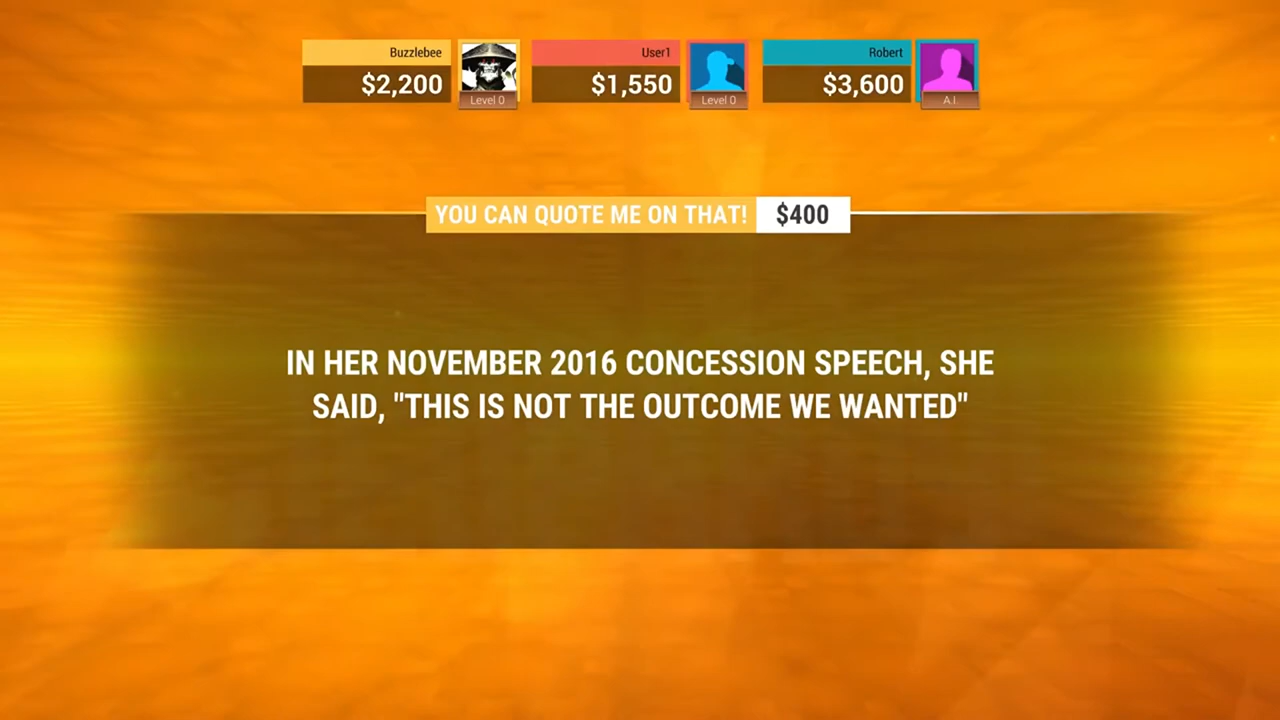 Buzzlebee
$2,200
Level 0
User1
$1,550
Level 0
Robert
$3,600
A.I.
YOU CAN QUOTE ME ON THAT! $400
IN HER NOVEMBER 2016 CONCESSION SPEECH, SHE
SAID, "THIS IS NOT THE OUTCOME WE WANTED"